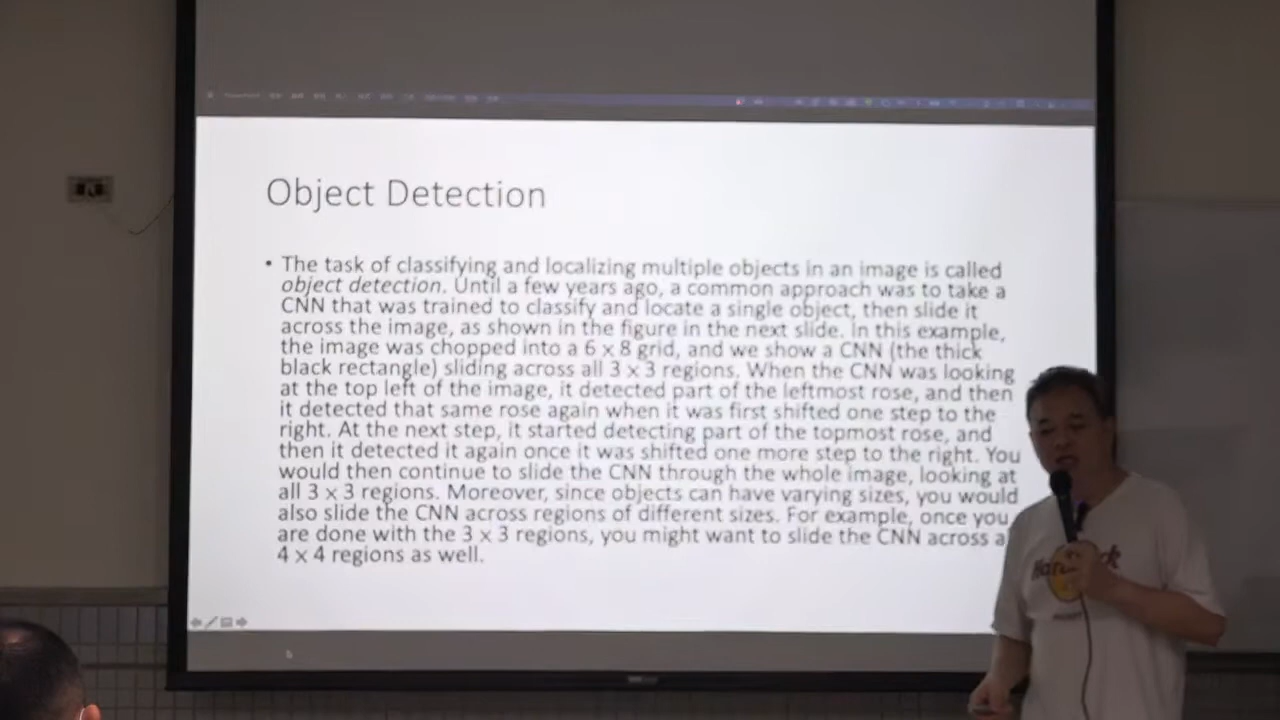 Object Detection
• The task of classifying and localizing multiple objects in an image is called
object detection. Until a few years ago, a common approach was to take a
CNN that was trained to classify and locate a single object, then slide it
across the image, as shown in the figure in the next slide. In this example,
the image was chopped into a 6 × 8 grid, and we show a CNN (the thick
black rectangle) sliding across all 3 × 3 regions. When the CNN was looking
at the top left of the image, it detected part of the leftmost rose, and then
it detected that same rose again when it was first shifted one step to the
right. At the next step, it started detecting part of the topmost rose, and
then it detected it again once it was shifted one more step to the right. You
would then continue to slide the CNN through the whole image, looking at
all 3 × 3 regions. Moreover, since objects can have varying sizes, you would
also slide the CNN across regions of different sizes. For example, once you
are done with the 3 × 3 regions, you might want to slide the CNN across a
4 × 4 regions as well.